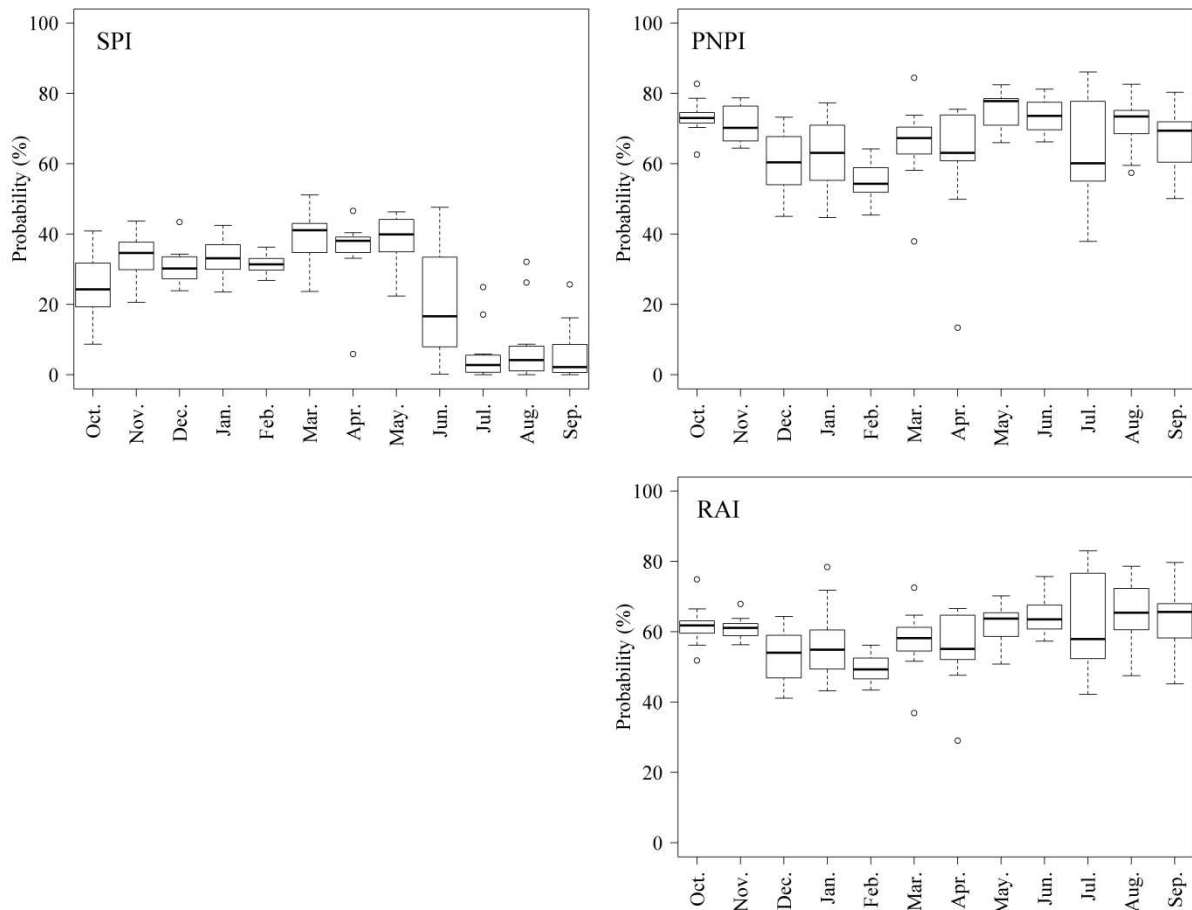 SPI
Probability (%)
100
80
60
40
20
0
Oct.
Nov.
Dec.
Jan.
Feb.
Mar.
Apr.
May.
Jun.
Jul.
Aug.
Sep.
PNPI
Probability (%)
100
80
60
40
20
0
Oct.
Nov.
Dec.
Jan.
Feb.
Mar.
Apr.
May.
Jun.
Jul.
Aug.
Sep.
RAI
Probability (%)
100
80
60
40
20
0
Oct.
Nov.
Dec.
Jan.
Feb.
Mar.
Apr.
May.
Jun.
Jul.
Aug.
Sep.